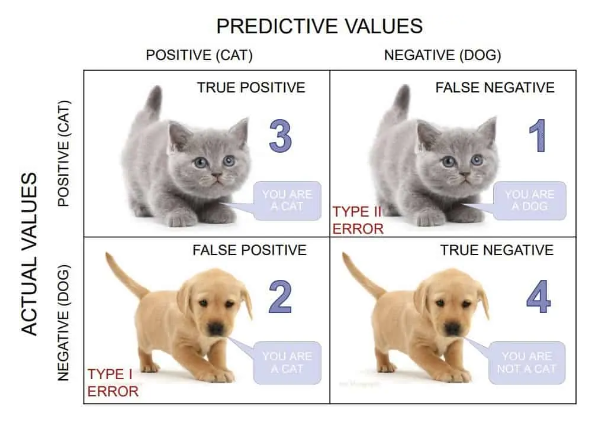 PREDICTIVE VALUES
POSITIVE (CAT)
NEGATIVE (DOG)
ACTUAL VALUES
POSITIVE (CAT)
TRUE POSITIVE
3
YOU ARE
A CAT
FALSE NEGATIVE
1
YOU ARE
A DOG
TYPE II
ERROR
NEGATIVE (DOG)
FALSE POSITIVE
2
YOU ARE
A CAT
TYPE I
ERROR
TRUE NEGATIVE
4
YOU ARE
NOT A CAT